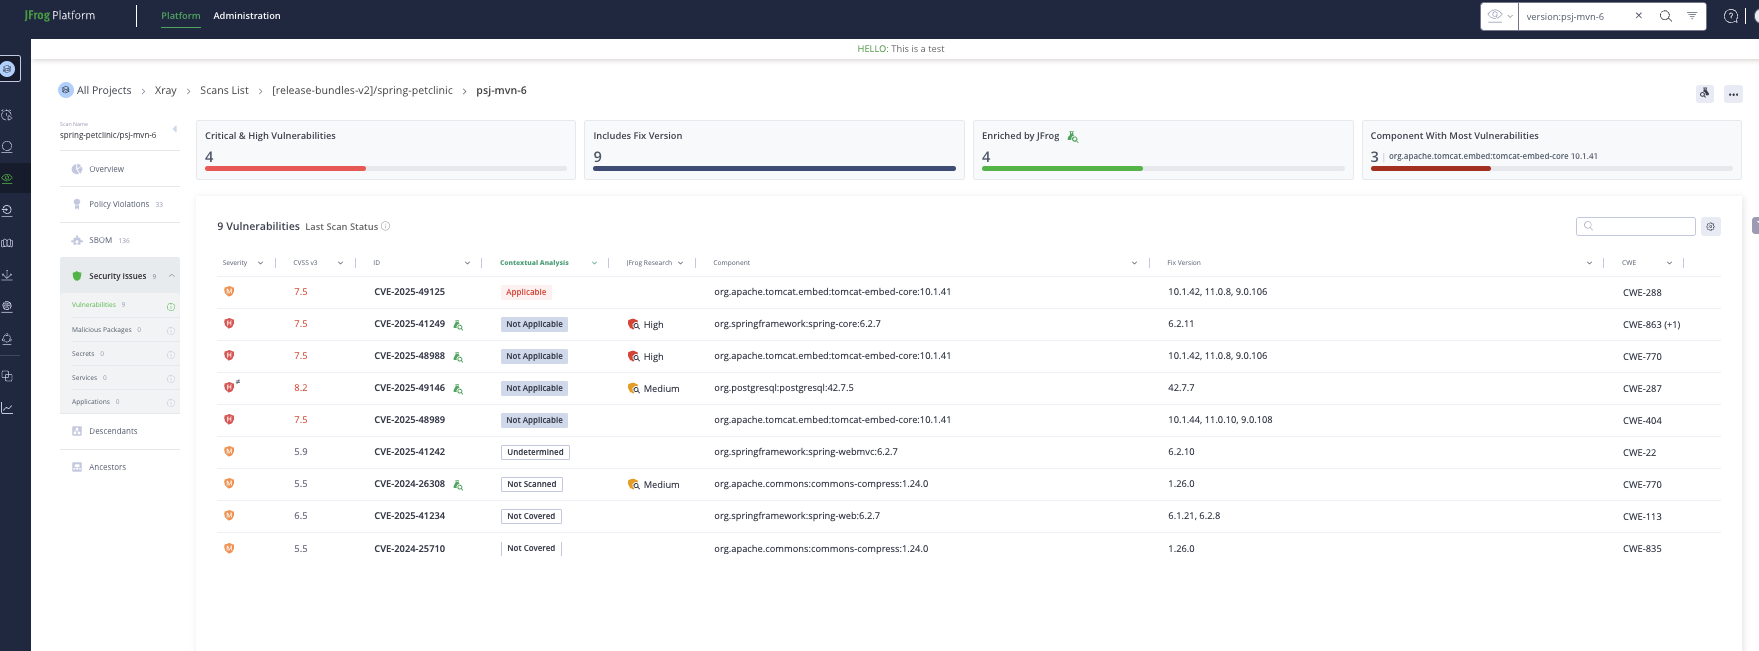 JFrog Platform
Platform Administration
version:psj-mvn-6
HELLO: This is a test
All Projects > Xray > Scans List > [release-bundles-v2]/spring-petclinic > psj-mvn-6
Scan Name
spring-petclinic/psj-mvn-6
Overview
Policy Violations 33
SBOM 136
Security Issues 9
Vulnerabilities 9
Malicious Packages 0
Secrets 0
Services 0
Applications 0
Descendants
Ancestors
Critical & High Vulnerabilities
4
Includes Fix Version
9
Enriched by JFrog
4
Component With Most Vulnerabilities
3 | org.apache.tomcat.embed:tomcat-embed-core 10.1.41
9 Vulnerabilities Last Scan Status
Severity CVSS v3 ID Contextual Analysis JFrog Research Component Fix Version CWE
M 7.5 CVE-2025-49125 Applicable org.apache.tomcat.embed:tomcat-embed-core:10.1.41 10.1.42, 11.0.8, 9.0.106 CWE-288
H 7.5 CVE-2025-41249 Not Applicable High org.springframework:spring-core:6.2.7 6.2.11 CWE-863 (+1)
H 7.5 CVE-2025-48988 Not Applicable High org.apache.tomcat.embed:tomcat-embed-core:10.1.41 10.1.42, 11.0.8, 9.0.106 CWE-770
H 8.2 CVE-2025-49146 Not Applicable Medium org.postgresql:postgresql:42.7.5 42.7.7 CWE-287
H 7.5 CVE-2025-48989 Not Applicable org.apache.tomcat.embed:tomcat-embed-core:10.1.41 10.1.44, 11.0.10, 9.0.108 CWE-404
M 5.9 CVE-2025-41242 Undetermined org.springframework:spring-webmvc:6.2.7 6.2.10 CWE-22
M 5.5 CVE-2024-26308 Not Scanned Medium org.apache.commons:commons-compress:1.24.0 1.26.0 CWE-770
M 6.5 CVE-2025-41234 Not Covered org.springframework:spring-web:6.2.7 6.1.21, 6.2.8 CWE-113
M 5.5 CVE-2024-25710 Not Covered org.apache.commons:commons-compress:1.24.0 1.26.0 CWE-835